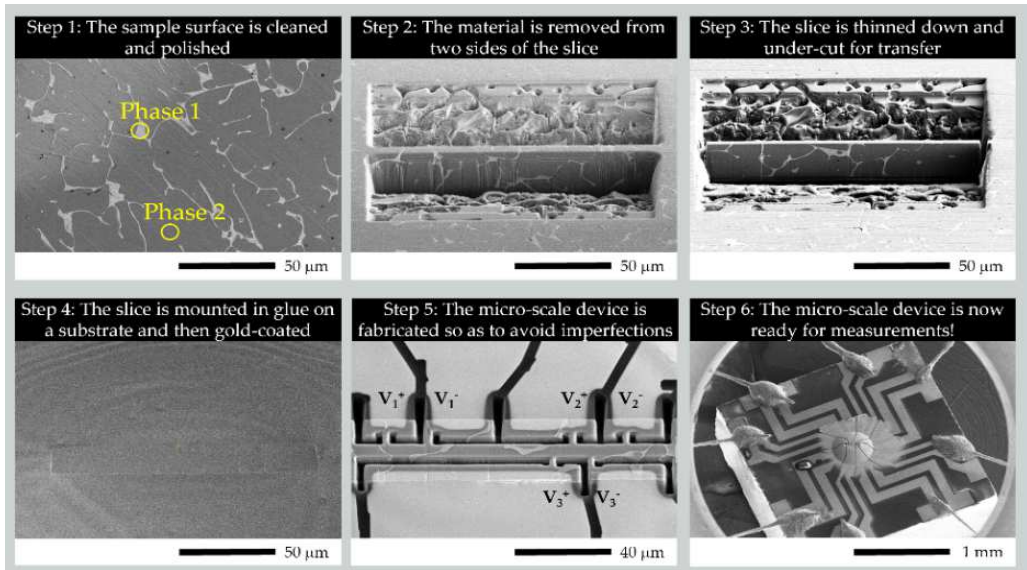 Step 1: The sample surface is cleaned
and polished
Phase 1
Phase 2
50 μm
Step 2: The material is removed from
two sides of the slice
50 μm
Step 3: The slice is thinned down and
under-cut for transfer
50 μm
Step 4: The slice is mounted in glue on
a substrate and then gold-coated
50 μm
Step 5: The micro-scale device is
fabricated so as to avoid imperfections
V₁⁺ V₁⁻ V₂⁺ V₂⁻
V₃⁺ V₃⁻
40 μm
Step 6: The micro-scale device is now
ready for measurements!
1 mm